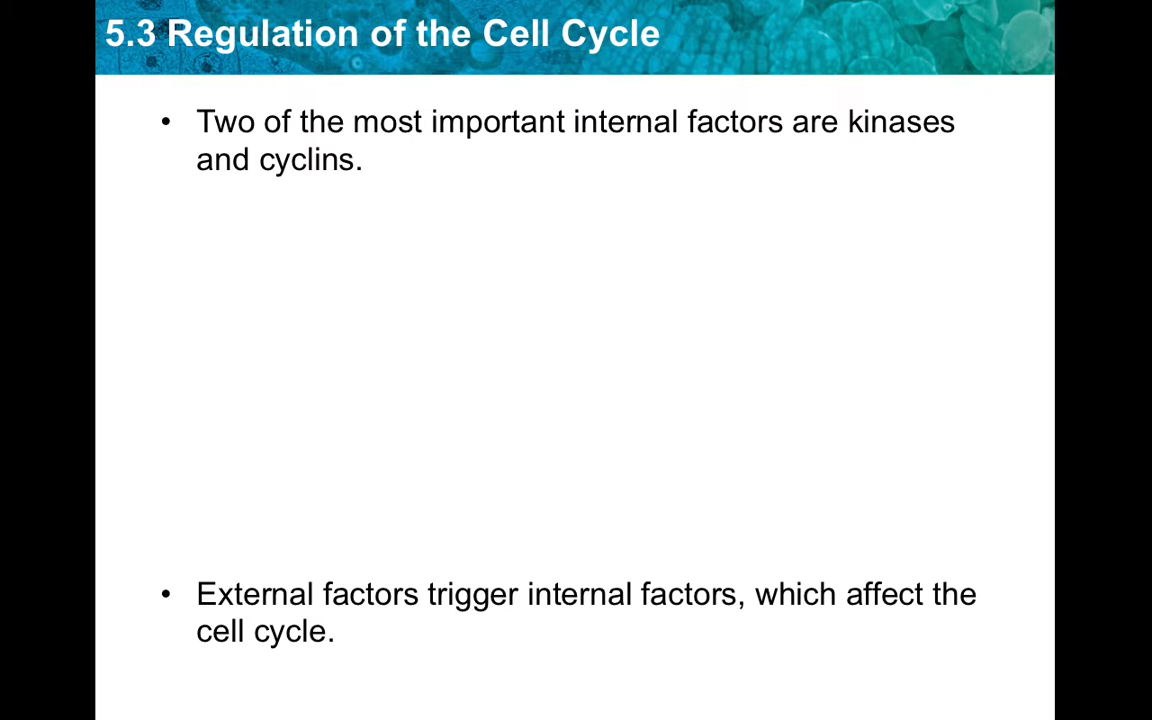 5.3 Regulation of the Cell Cycle
• Two of the most important internal factors are kinases
and cyclins.
• External factors trigger internal factors, which affect the
cell cycle.